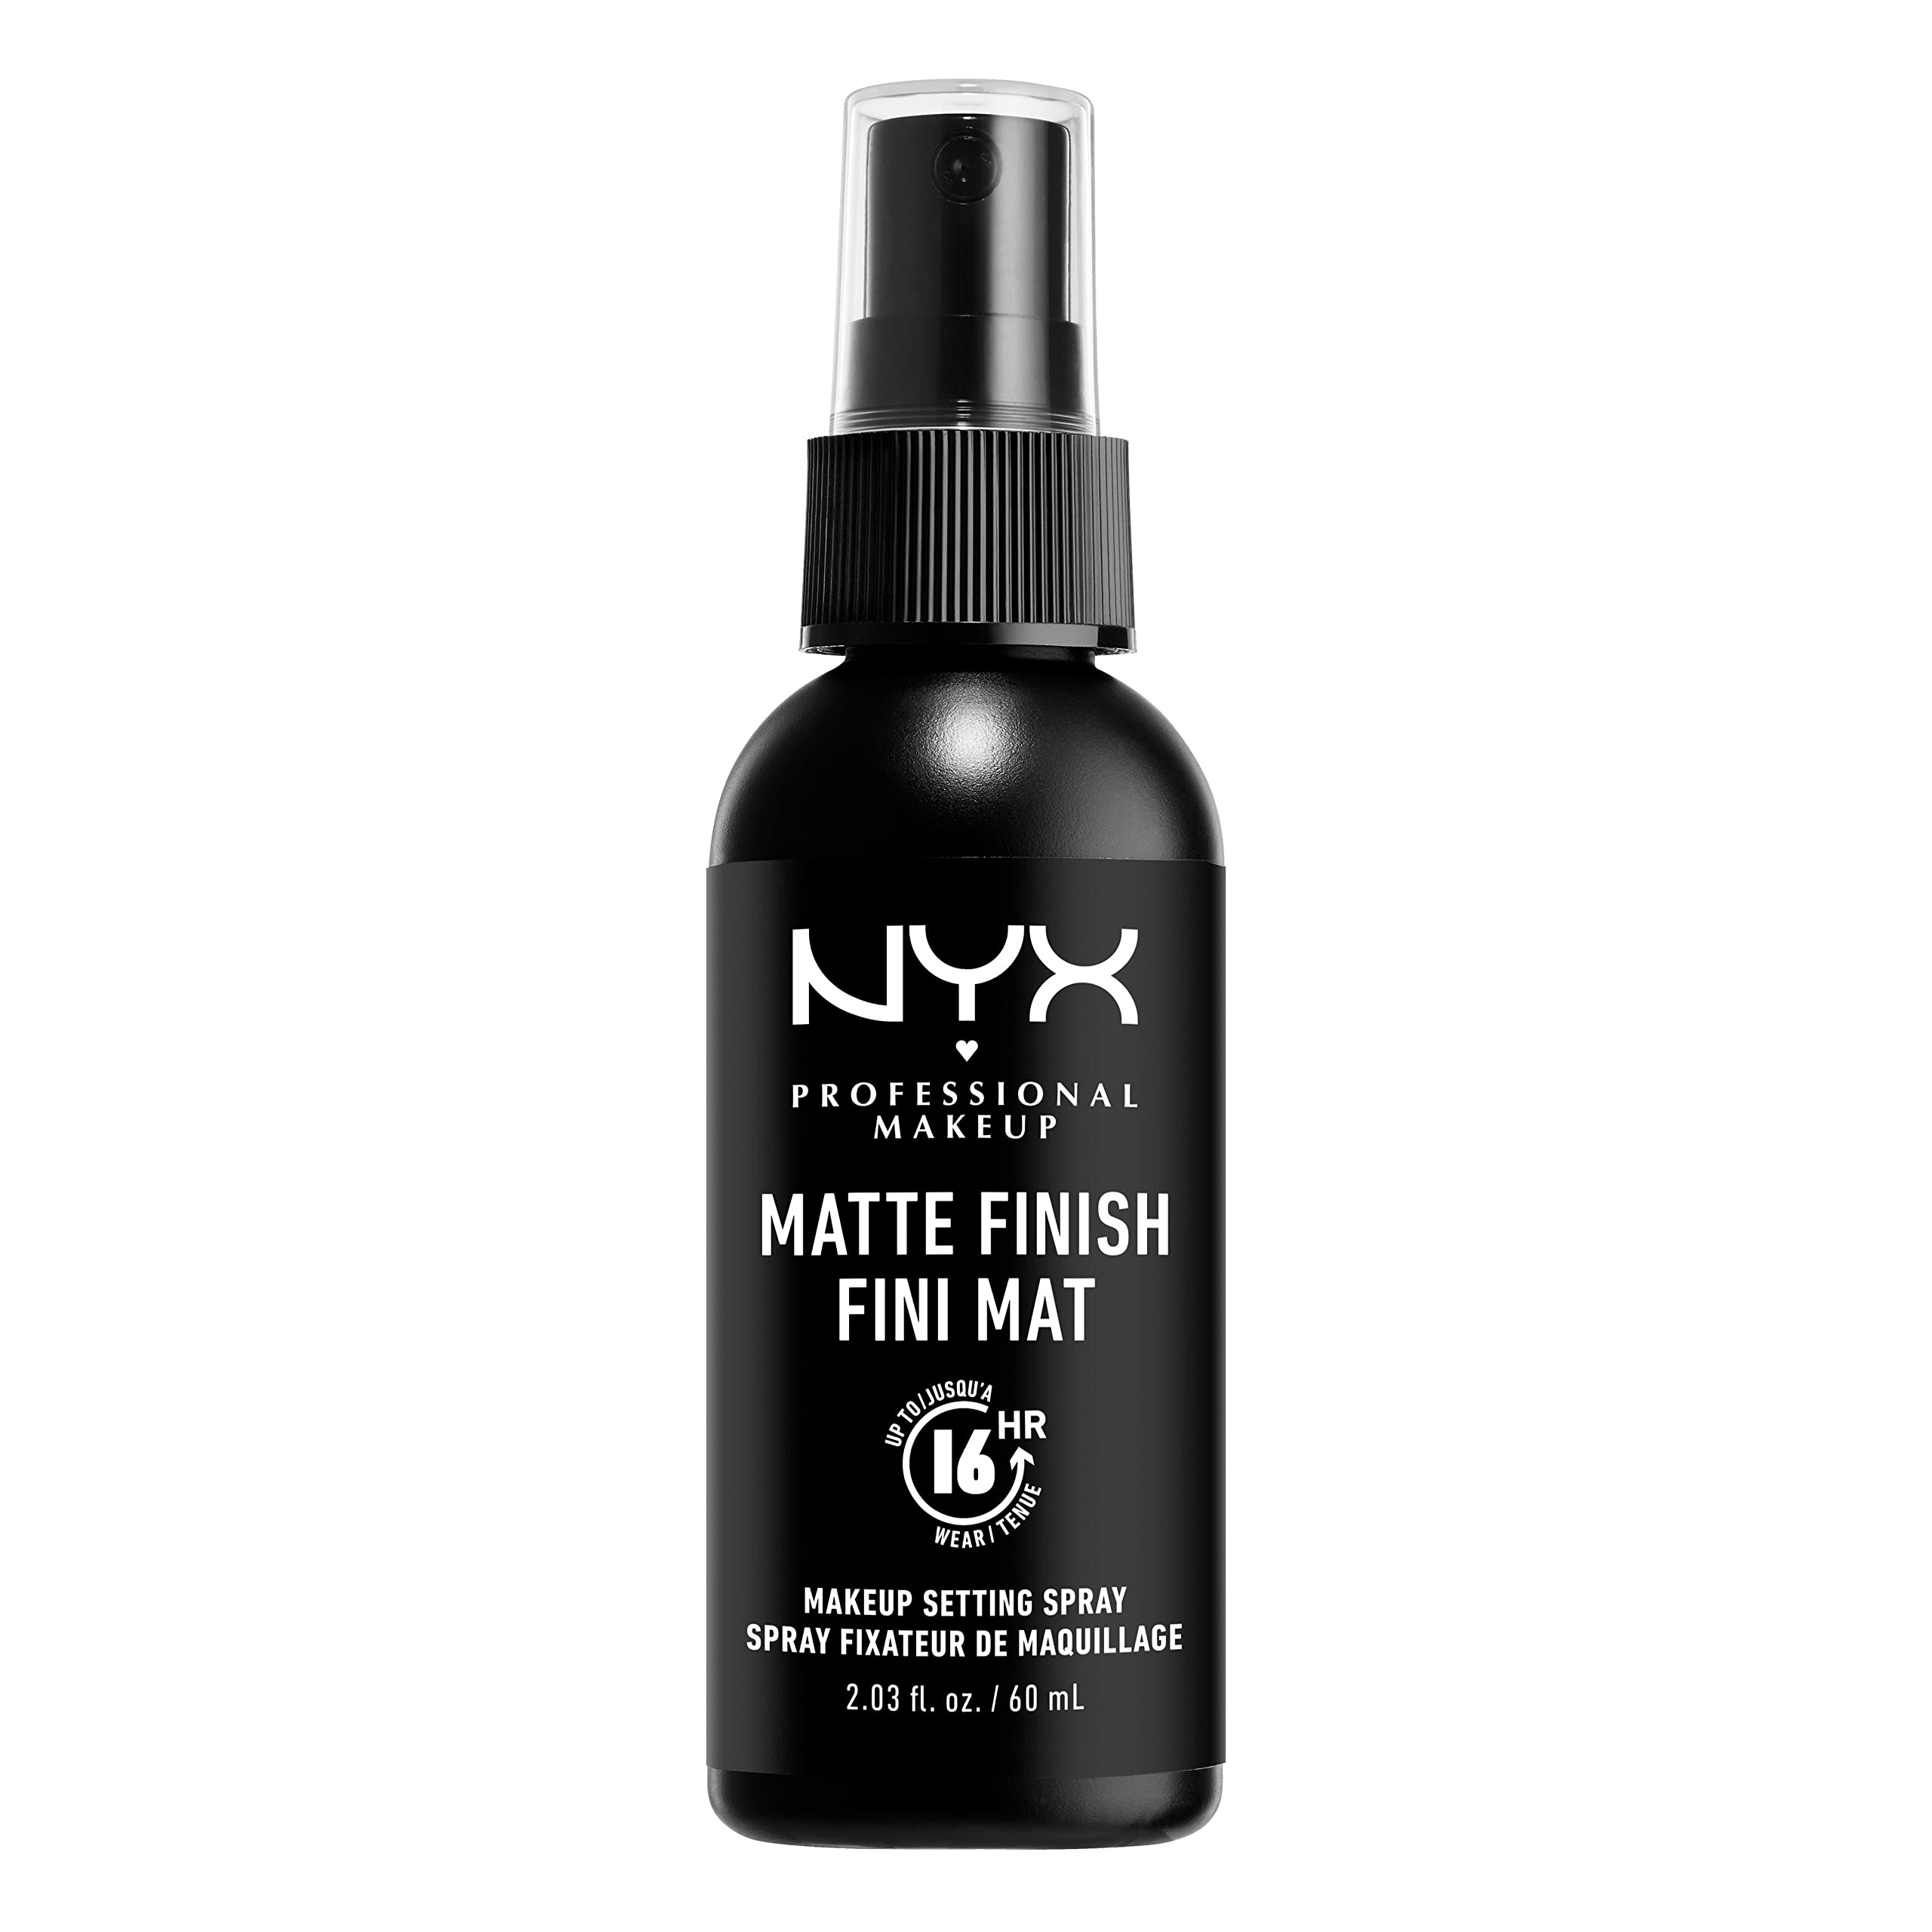 NYX
PROFESSIONAL
MAKEUP
MATTE FINISH
FINI MAT
UP TO/JUSQU'A
16 HR
WEAR/TENUE
MAKEUP SETTING SPRAY
SPRAY FIXATEUR DE MAQUILLAGE
2.03 fl. oz. / 60 mL